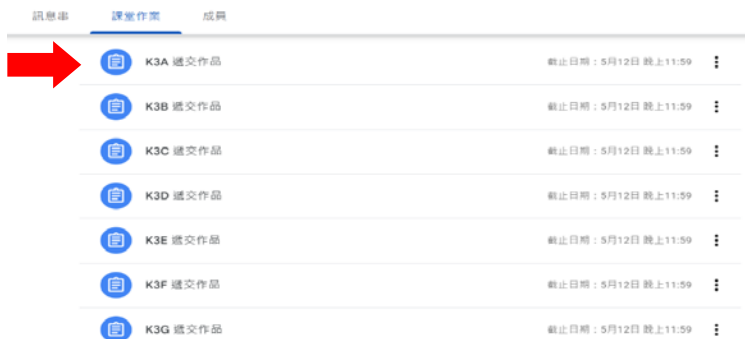 訊息串 課堂作業 成員
K3A 遞交作品 截止日期：5月12日 晚上11:59
K3B 遞交作品 截止日期：5月12日 晚上11:59
K3C 遞交作品 截止日期：5月12日 晚上11:59
K3D 遞交作品 截止日期：5月12日 晚上11:59
K3E 遞交作品 截止日期：5月12日 晚上11:59
K3F 遞交作品 截止日期：5月12日 晚上11:59
K3G 遞交作品 截止日期：5月12日 晚上11:59